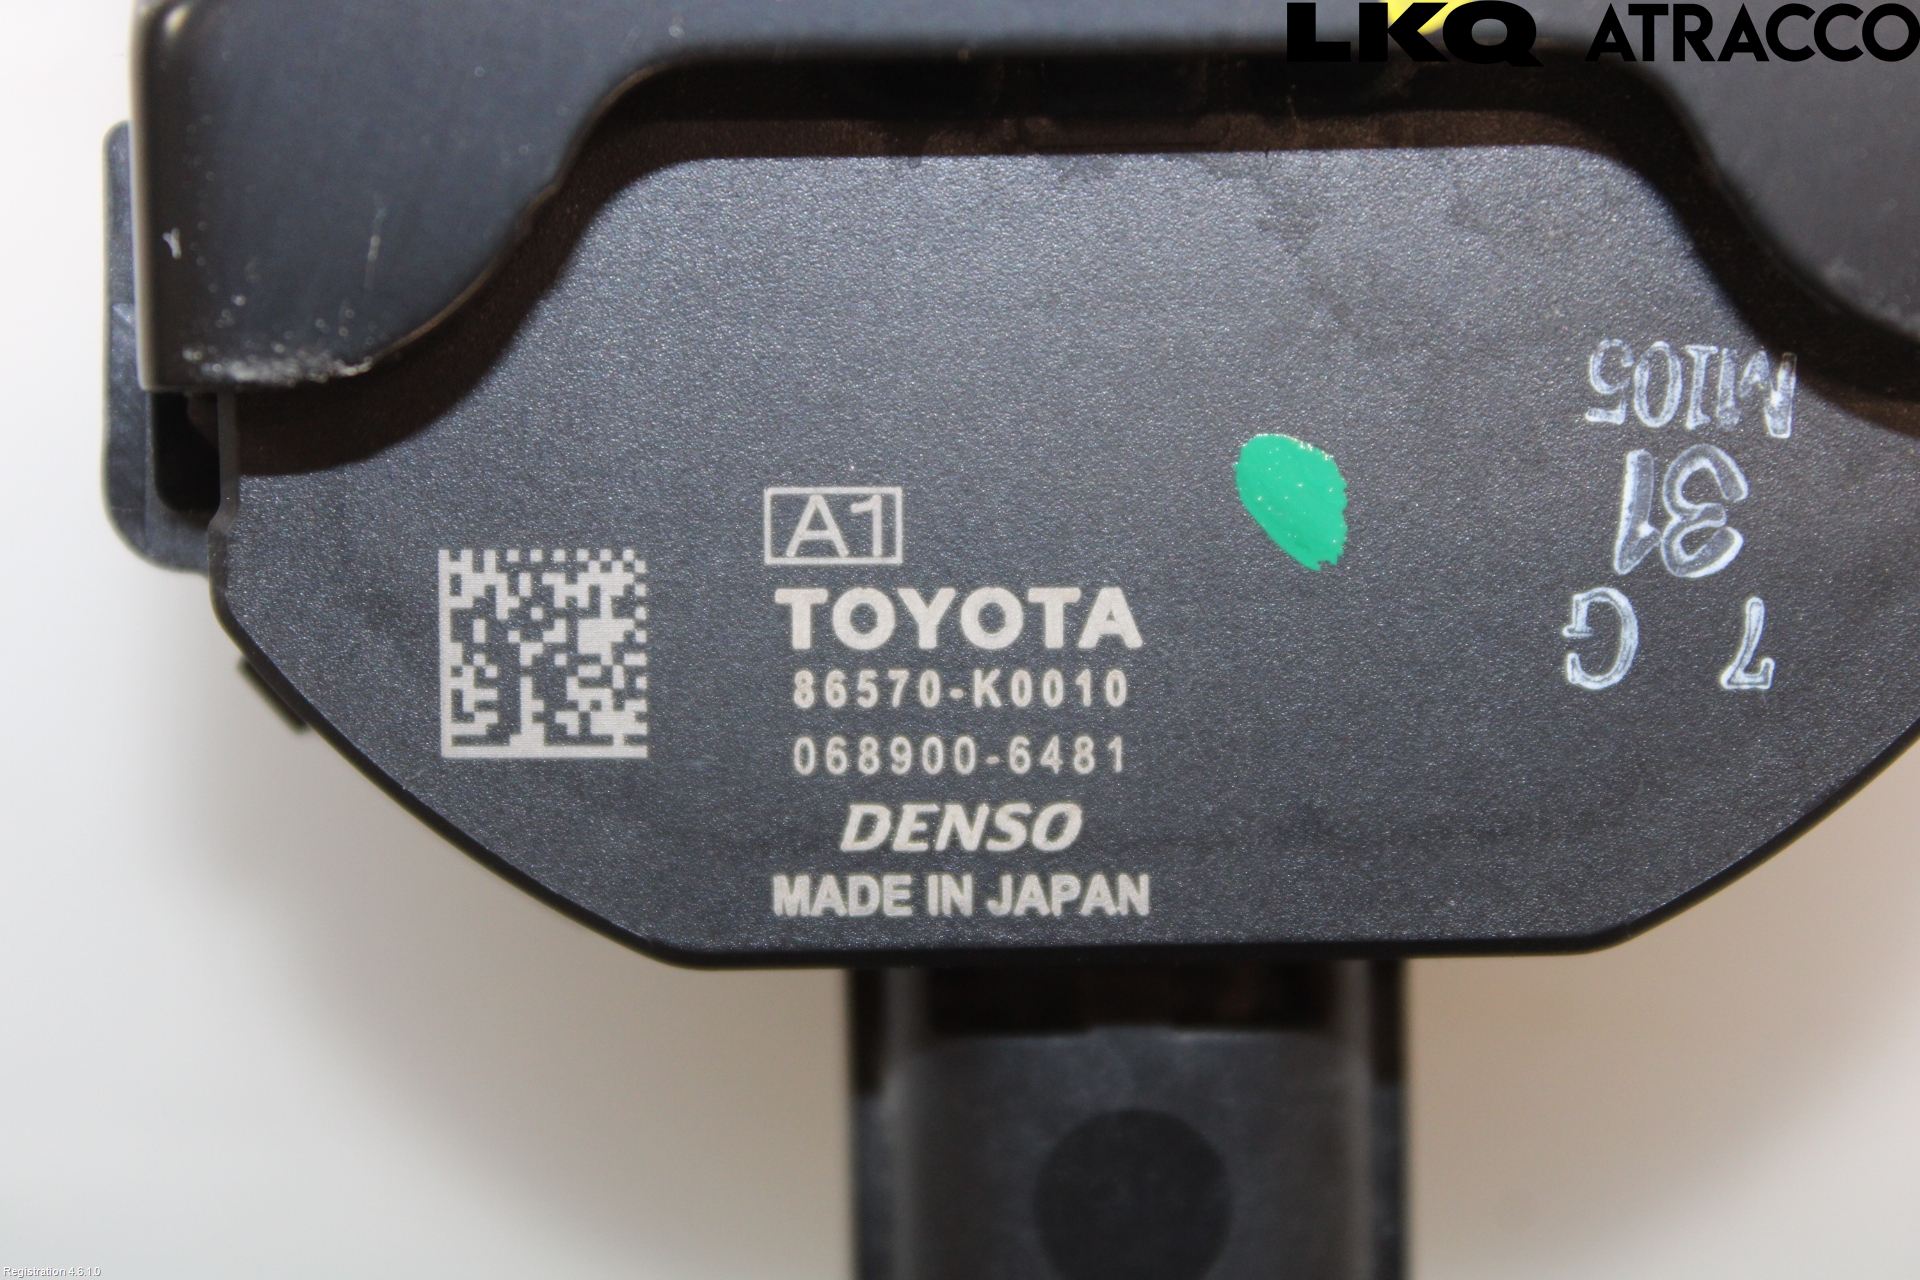 LKQ ATRACCO
A1
TOYOTA
86570-K0010
068900-6481
DENSO
MADE IN JAPAN
7 G
31
Registration 4.6.1.0